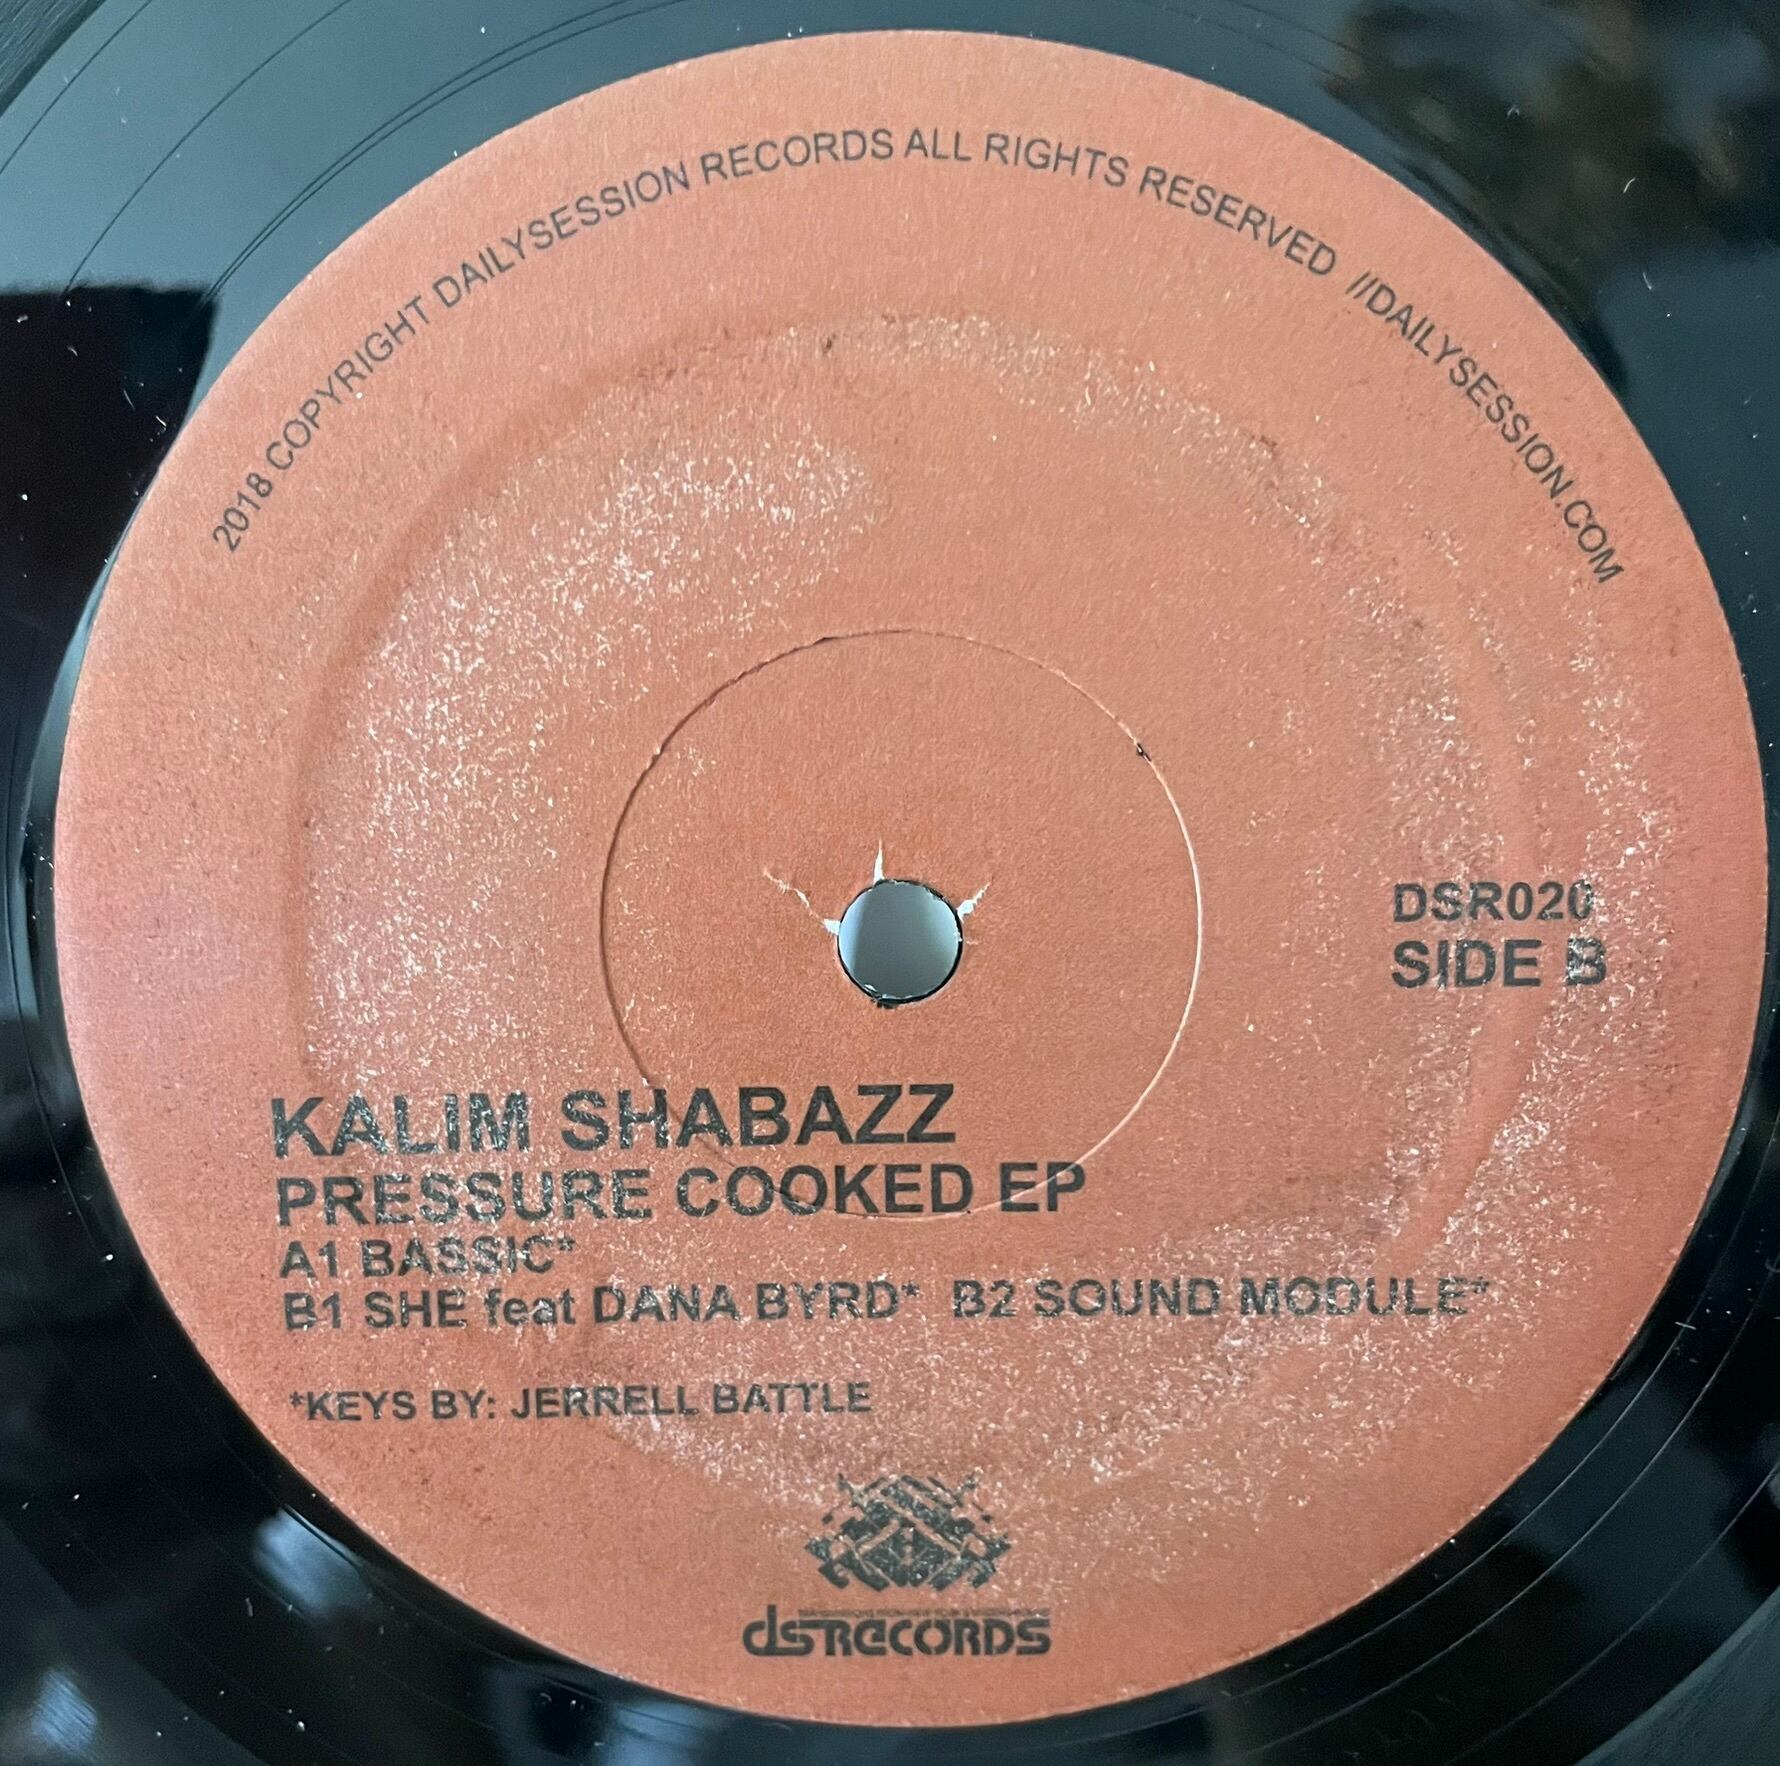 2018 COPYRIGHT DAILYSESSION RECORDS ALL RIGHTS RESERVED //DAILYSESSION.COM
DSR020
SIDE B
KALIM SHABAZZ
PRESSURE COOKED EP
A1 BASSIC*
B1 SHE feat DANA BYRD* B2 SOUND MODULE*
*KEYS BY: JERRELL BATTLE
dsrecords